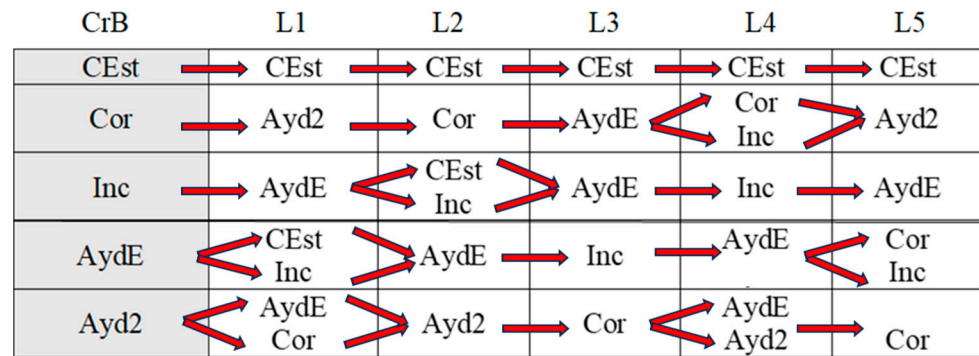 CrB L1 L2 L3 L4 L5
CEst CEst CEst CEst CEst CEst
Cor Ayd2 Cor AydE Cor Inc Ayd2
Inc AydE CEst Inc AydE Inc AydE
AydE CEst Inc AydE Inc AydE Cor Inc
Ayd2 AydE Cor Ayd2 Cor AydE Ayd2 Cor